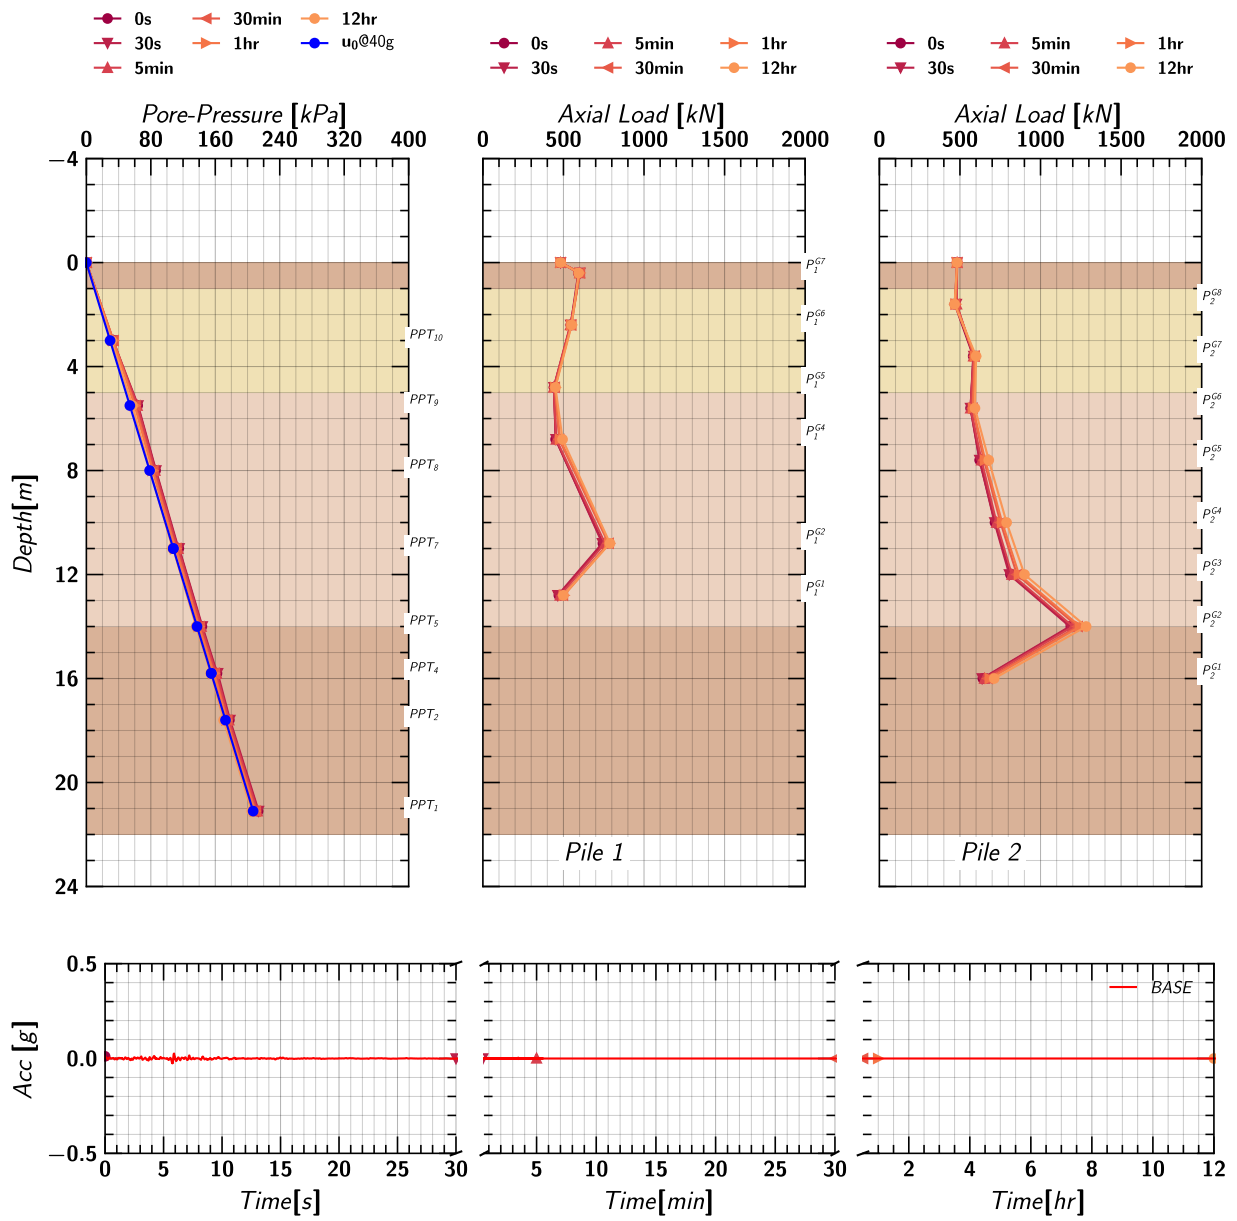 0s 30min 12hr
30s 1hr u₀@40g
5min
0s 5min 1hr
30s 30min 12hr
0s 5min 1hr
30s 30min 12hr
Pore-Pressure [kPa]
0 80 160 240 320 400
Axial Load [kN]
0 500 1000 1500 2000
Axial Load [kN]
0 500 1000 1500 2000
Depth[m]
−4
0
4
8
12
16
20
24
PPT₁₀
PPT₉
PPT₈
PPT₇
PPT₅
PPT₄
PPT₂
PPT₁
P₁ᴳ⁷
P₁ᴳ⁶
P₁ᴳ⁵
P₁ᴳ⁴
P₁ᴳ²
P₁ᴳ¹
Pile 1
P₂ᴳ⁸
P₂ᴳ⁷
P₂ᴳ⁶
P₂ᴳ⁵
P₂ᴳ⁴
P₂ᴳ³
P₂ᴳ²
P₂ᴳ¹
Pile 2
Acc [g]
0.5
0.0
−0.5
0 5 10 15 20 25 30
Time[s]
5 10 15 20 25 30
Time[min]
BASE
2 4 6 8 10 12
Time[hr]